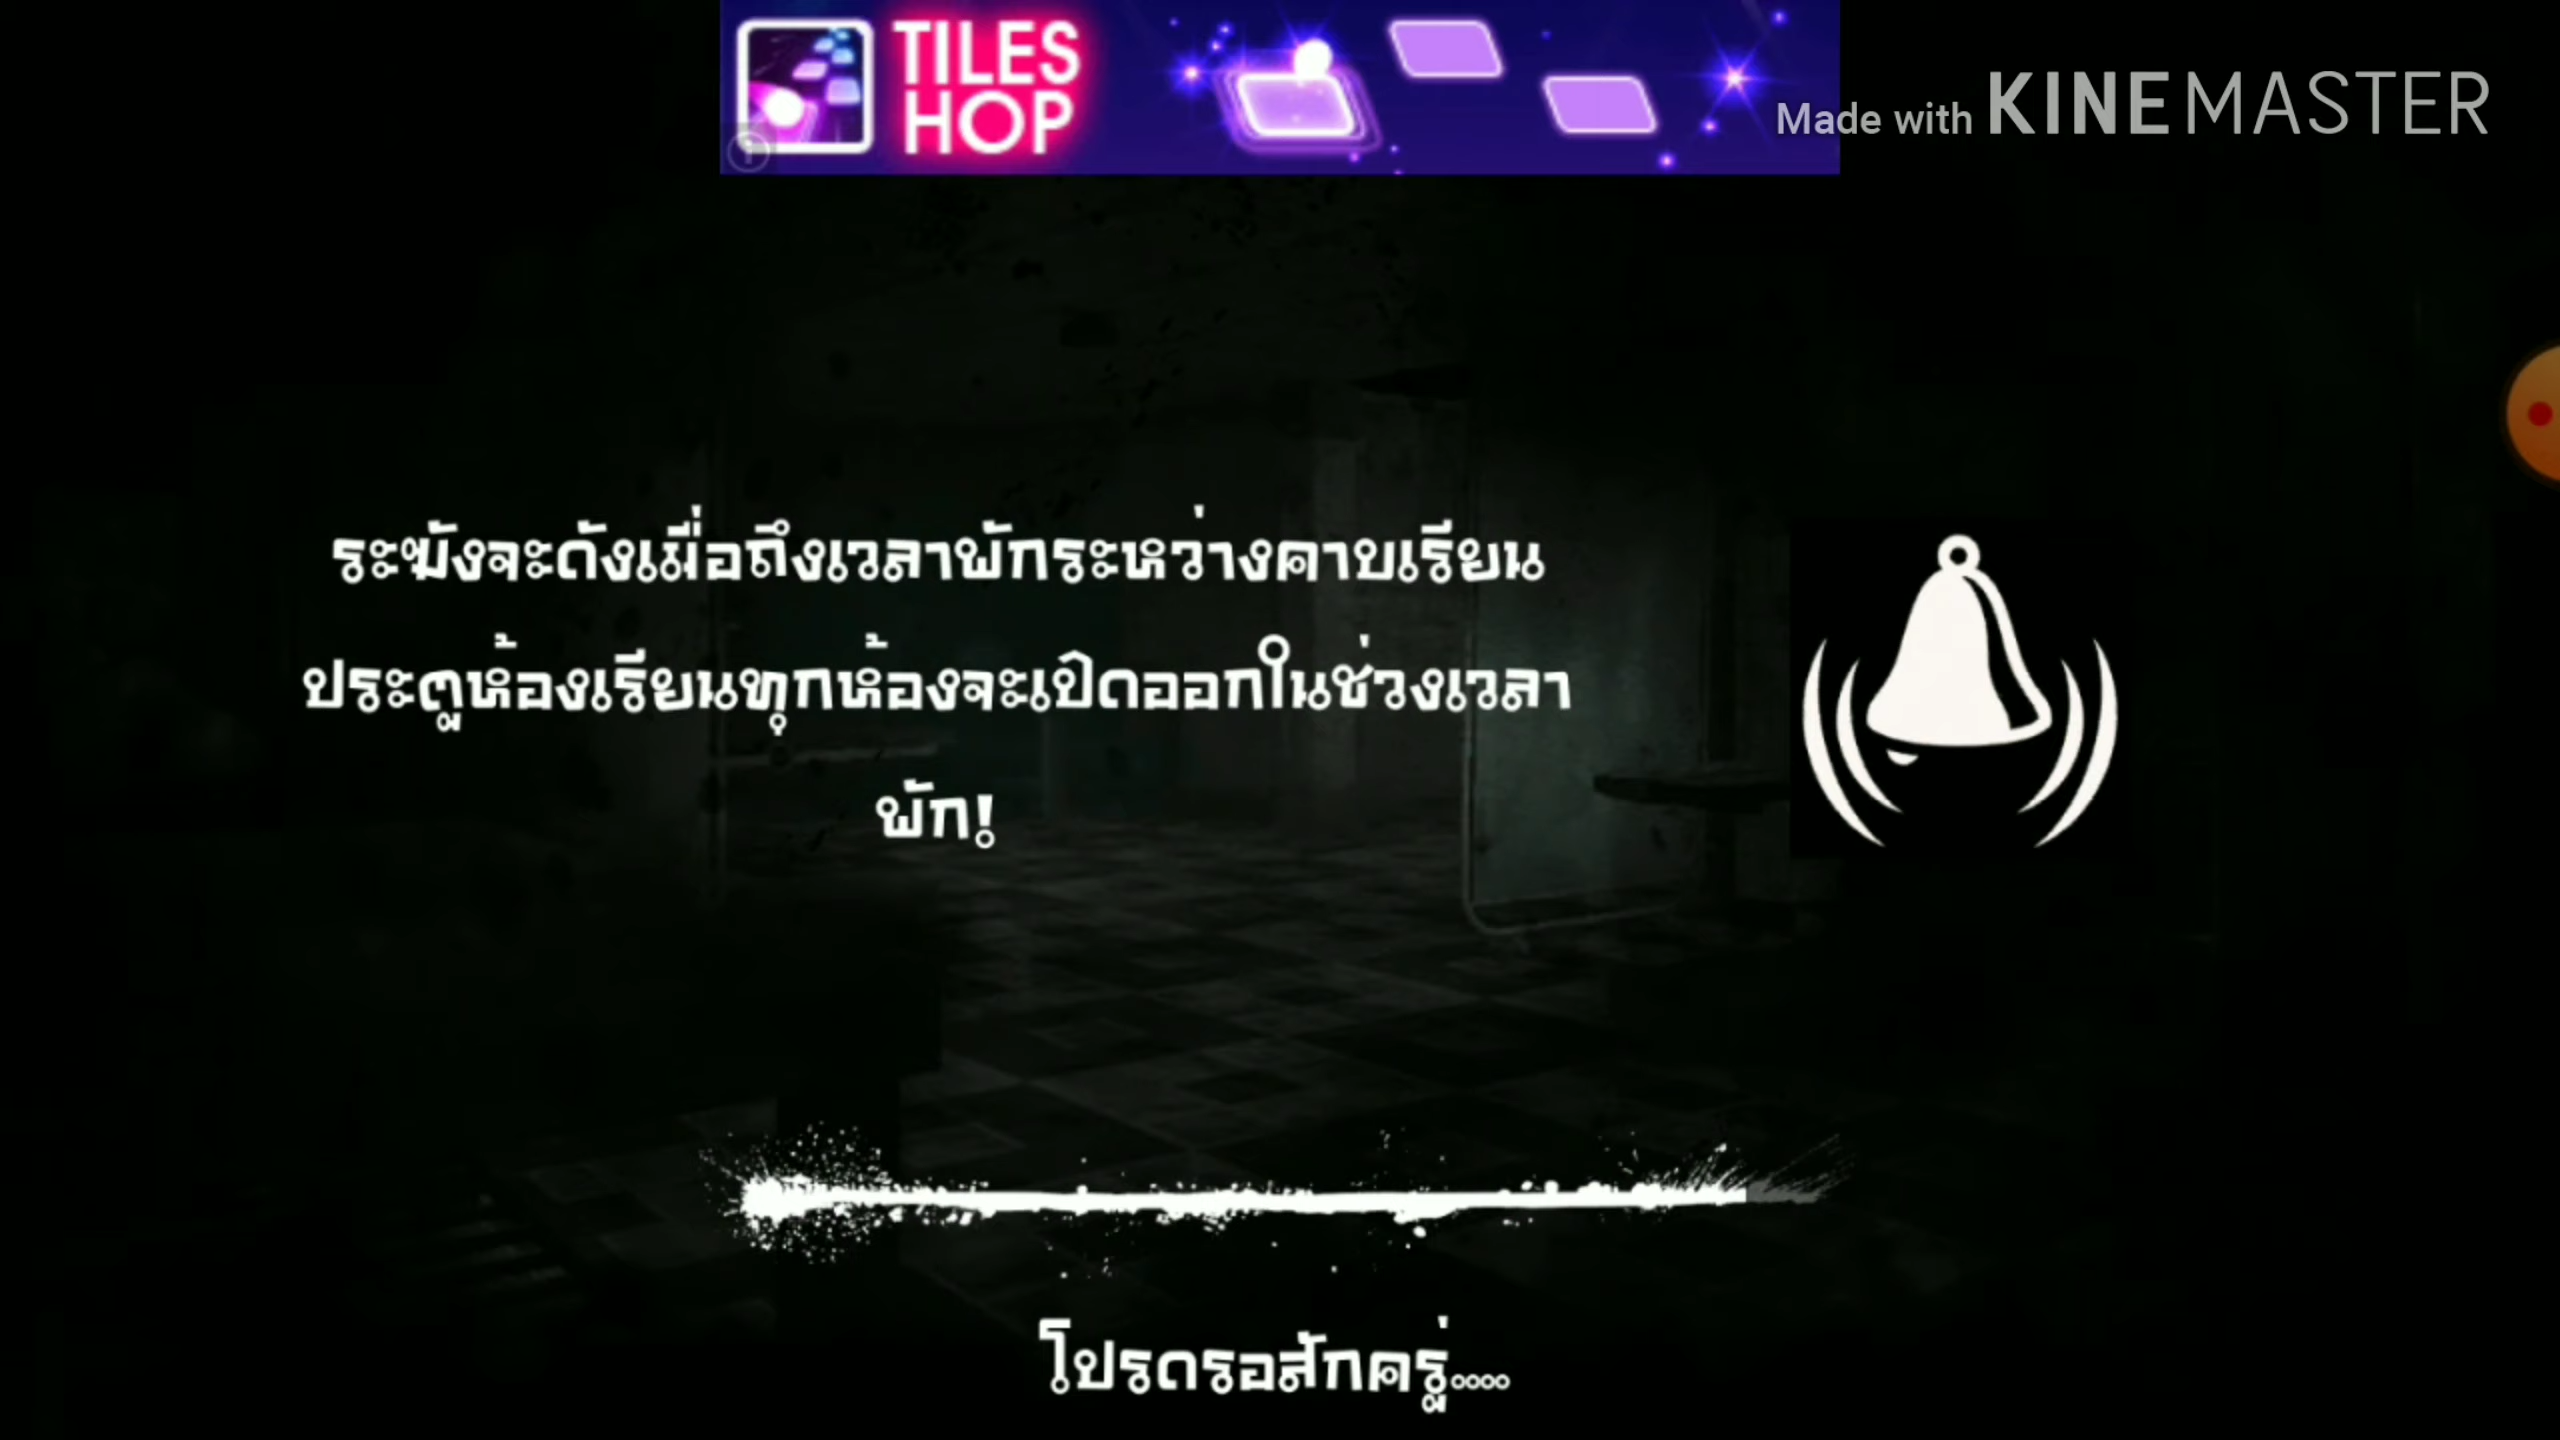 TILES
HOP
Made with KINEMASTER
ระฆังจะดังเมื่อถึงเวลาพักระหว่างคาบเรียน
ประตูห้องเรียนทุกห้องจะเปิดออกในช่วงเวลา
พัก!
โปรดรอสักครู่....